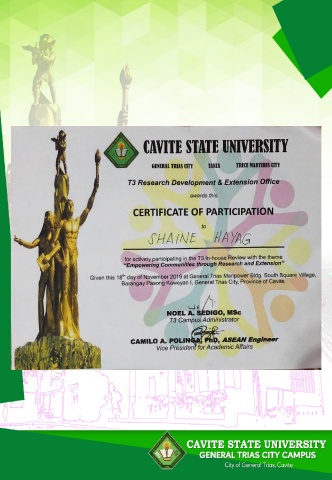 CAVITE STATE UNIVERSITY
GENERAL TRIAS CITY TANZA TRECE MARTIRES CITY
T3 Research Development & Extension Office
awards this
CERTIFICATE OF PARTICIPATION
to
SHAINE HAYAG
for actively participating in the T3 In-house Review with the theme
"Empowering Communities through Research and Extension"
Given this 18th day of November 2019 at General Trias Manpower Bldg. South Square Village,
Barangay Pasong Kawayan I, General Trias City, Province of Cavite.
NOEL A. SEDIGO, MSc
T3 Campus Administrator
CAMILO A. POLINGA, PhD, ASEAN Engineer
Vice President for Academic Affairs
CAVITE STATE UNIVERSITY
GENERAL TRIAS CITY CAMPUS
City of General Trias, Cavite